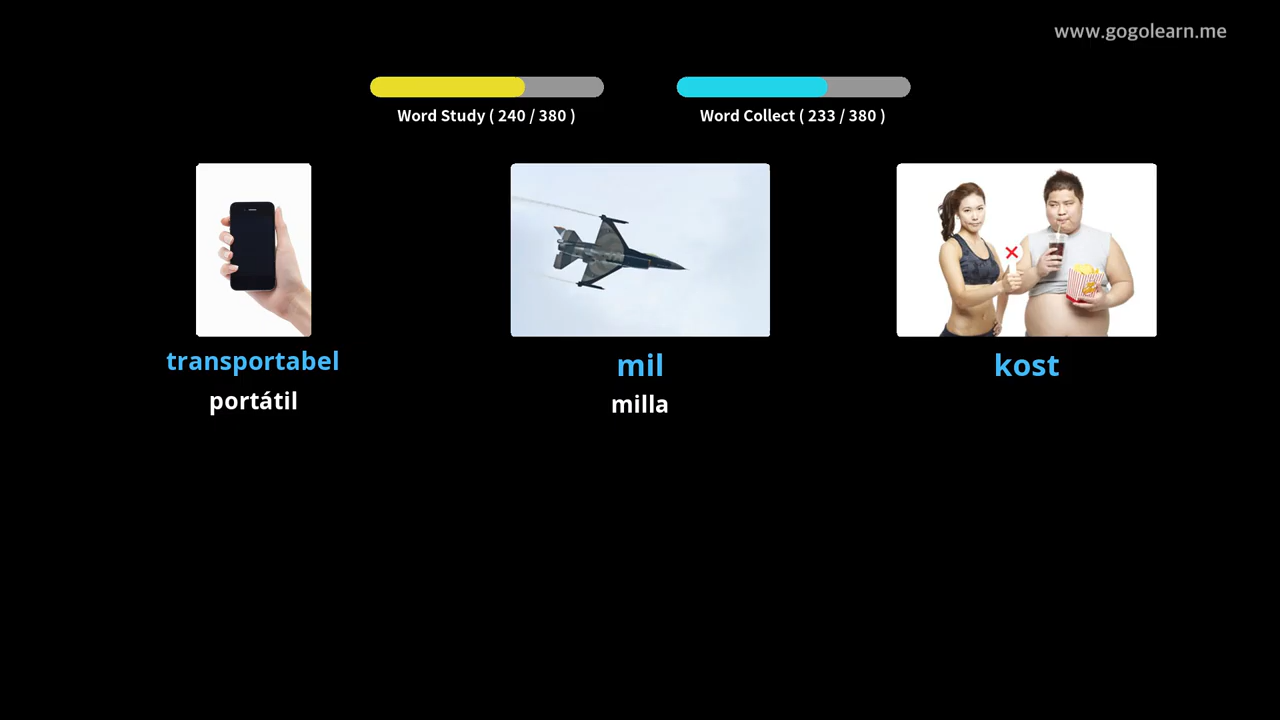 www.gogolearn.me
Word Study ( 240 / 380 )
Word Collect ( 233 / 380 )
transportabel
portátil
mil
milla
kost